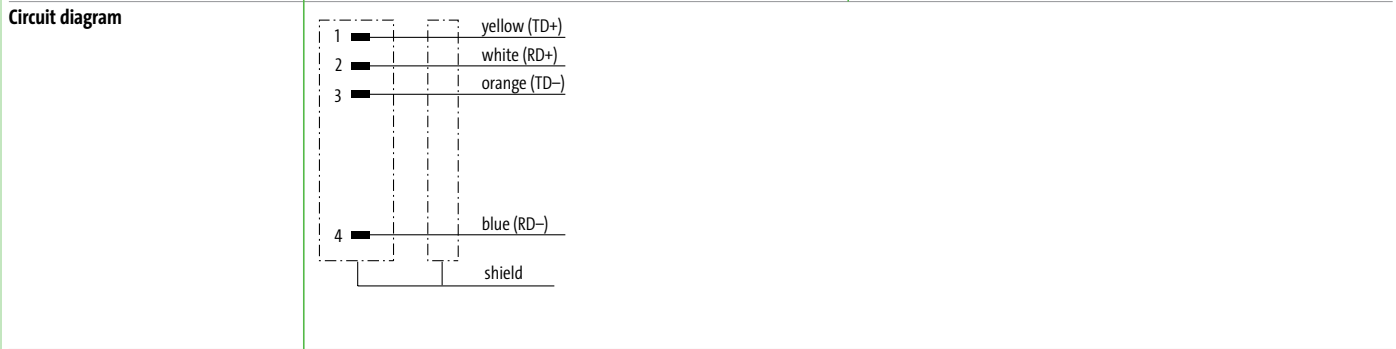 Circuit diagram
1 yellow (TD+)
2 white (RD+)
3 orange (TD–)
4 blue (RD–)
shield